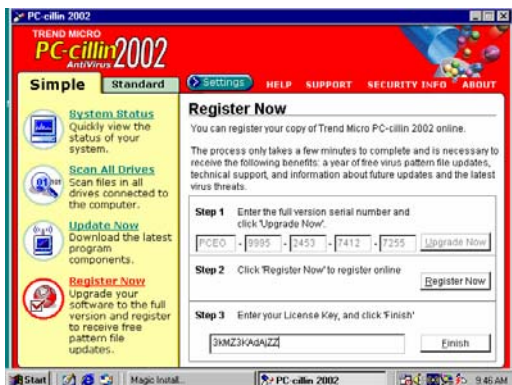 PC-cillin 2002
TREND MICRO
PC-cillin 2002
AntiVirus
Simple
Standard
Settings
HELP
SUPPORT
SECURITY INFO
ABOUT
System Status
Quickly view the
status of your
system.
Scan All Drives
Scan files in all
drives connected to
the computer.
Update Now
Download the latest
program
components.
Register Now
Upgrade your
software to the full
version and register
to receive free
pattern file
updates.
Register Now
You can register your copy of Trend Micro PC-cillin 2002 online.
The process only takes a few minutes to complete and is necessary to
receive the following benefits: a year of free virus pattern file updates,
technical support, and information about future updates and the latest
virus threats.
Step 1 Enter the full version serial number and
click 'Upgrade Now'.
PCEO - 9995 - 2453 - 7412 - 7255 Upgrade Now
Step 2 Click 'Register Now' to register online
Register Now
Step 3 Enter your License Key, and click 'Finish'
3kMZ3KAdAjZZ Finish
Start
Magic Install...
PC-cillin 2002
9:46 AM